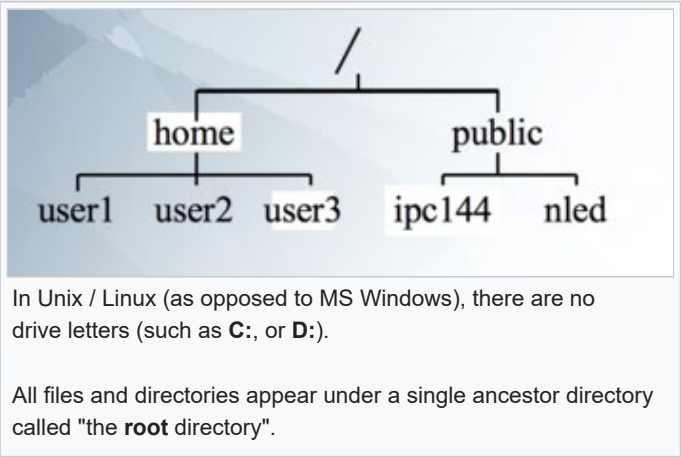 /
home public
user1 user2 user3 ipc144 nled
In Unix / Linux (as opposed to MS Windows), there are no
drive letters (such as C:, or D:).
All files and directories appear under a single ancestor directory
called "the root directory".